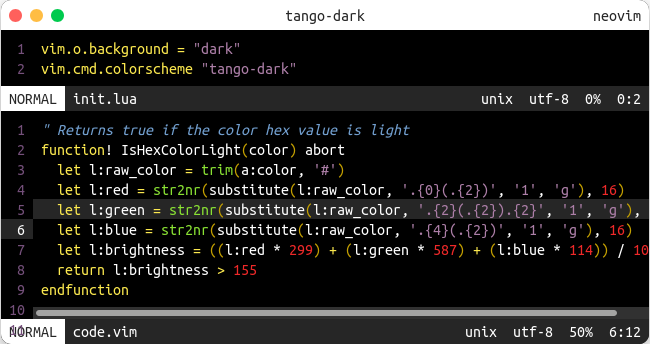 tango-dark
neovim
1 vim.o.background = "dark"
2 vim.cmd.colorscheme "tango-dark"
NORMAL init.lua unix utf-8 0% 0:2
1 " Returns true if the color hex value is light
2 function! IsHexColorLight(color) abort
3 let l:raw_color = trim(a:color, '#')
4 let l:red = str2nr(substitute(l:raw_color, '.{0}(.{2})', '1', 'g'), 16)
5 let l:green = str2nr(substitute(l:raw_color, '.{2}(.{2}).{2}', '1', 'g'),
6 let l:blue = str2nr(substitute(l:raw_color, '.{4}(.{2})', '1', 'g'), 16)
7 let l:brightness = ((l:red * 299) + (l:green * 587) + (l:blue * 114)) / 10
8 return l:brightness > 155
9 endfunction
10
11
NORMAL code.vim unix utf-8 50% 6:12